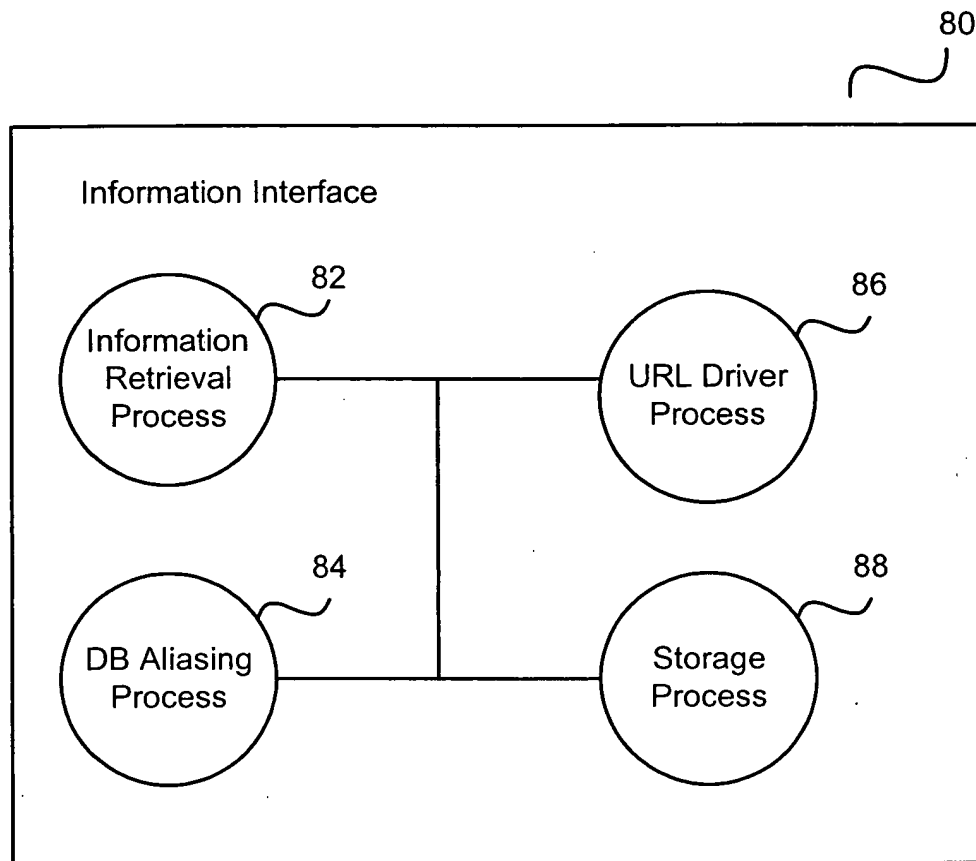 80
Information Interface
82
Information
Retrieval
Process
86
URL Driver
Process
84
DB Aliasing
Process
88
Storage
Process